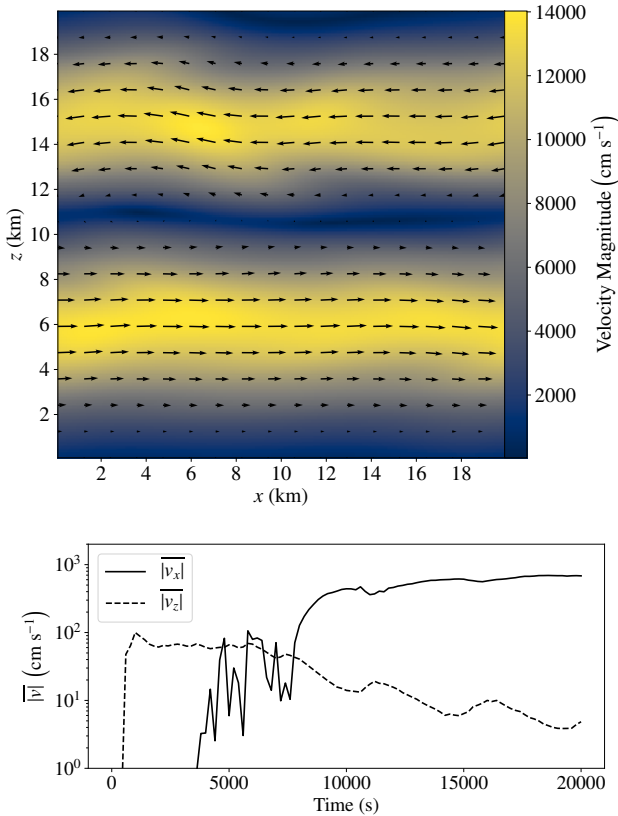 18
16
14
12
10
8
6
4
2
z (km)
2 4 6 8 10 12 14 16 18
x (km)
14000
12000
10000
8000
6000
4000
2000
Velocity Magnitude (cm s⁻¹)
|v_x|
|v_z|
10³
10²
10¹
10⁰
|v| (cm s⁻¹)
0 5000 10000 15000 20000
Time (s)